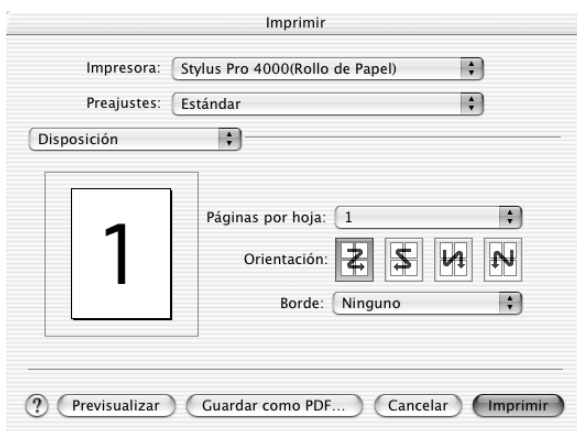 Imprimir
Impresora: Stylus Pro 4000(Rollo de Papel)
Preajustes: Estándar
Disposición
1
Páginas por hoja: 1
Orientación:
Borde: Ninguno
? Previsualizar Guardar como PDF... Cancelar Imprimir